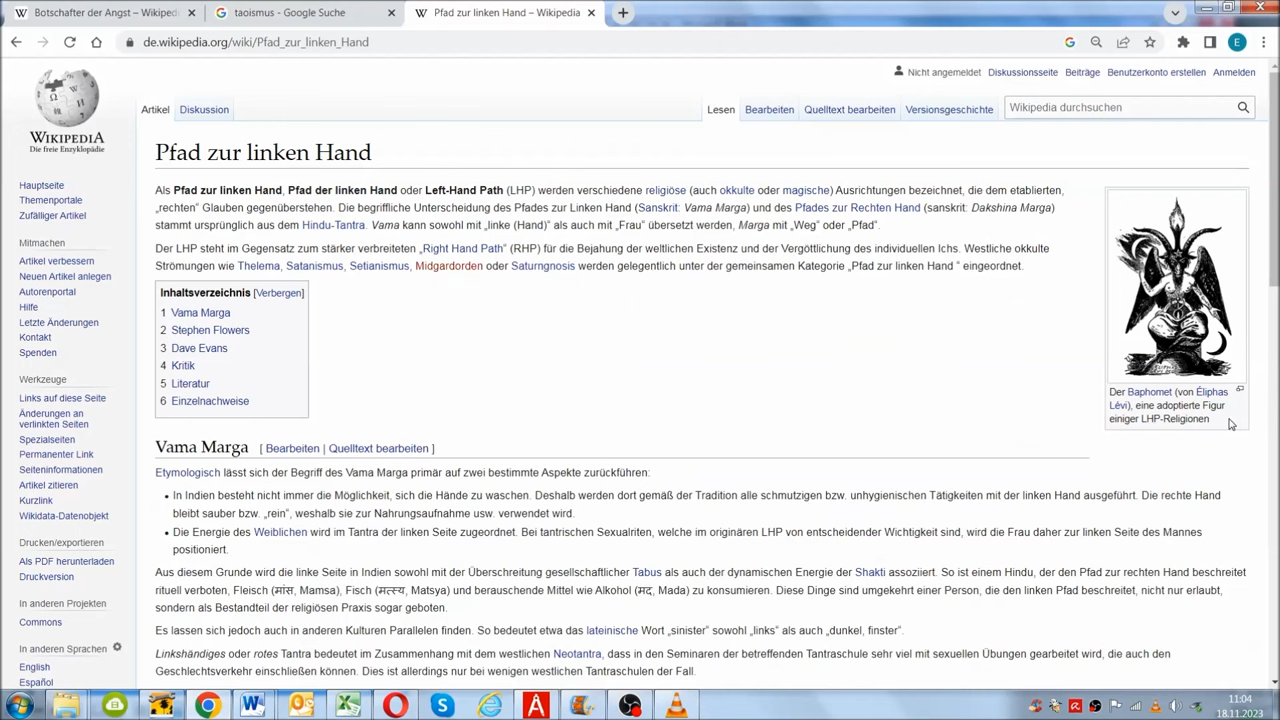 Botschafter der Angst – Wikipedi
taoismus - Google Suche
Pfad zur linken Hand – Wikipedia
de.wikipedia.org/wiki/Pfad_zur_linken_Hand
E
Nicht angemeldet Diskussionsseite Beiträge Benutzerkonto erstellen Anmelden
WIKIPEDIA
Die freie Enzyklopädie
Artikel Diskussion
Lesen Bearbeiten Quelltext bearbeiten Versionsgeschichte
Wikipedia durchsuchen
Hauptseite
Themenportale
Zufälliger Artikel
Mitmachen
Artikel verbessern
Neuen Artikel anlegen
Autorenportal
Hilfe
Letzte Änderungen
Kontakt
Spenden
Werkzeuge
Links auf diese Seite
Änderungen an
verlinkten Seiten
Spezialseiten
Permanenter Link
Seiteninformationen
Artikel zitieren
Kurzlink
Wikidata-Datenobjekt
Drucken/exportieren
Als PDF herunterladen
Druckversion
In anderen Projekten
Commons
In anderen Sprachen
English
Español
Pfad zur linken Hand
Als Pfad zur linken Hand, Pfad der linken Hand oder Left-Hand Path (LHP) werden verschiedene religiöse (auch okkulte oder magische) Ausrichtungen bezeichnet, die dem etablierten,
„rechten“ Glauben gegenüberstehen. Die begriffliche Unterscheidung des Pfades zur Linken Hand (Sanskrit: Vama Marga) und des Pfades zur Rechten Hand (sanskrit: Dakshina Marga)
stammt ursprünglich aus dem Hindu-Tantra. Vama kann sowohl mit „linke (Hand)“ als auch mit „Frau“ übersetzt werden, Marga mit „Weg“ oder „Pfad“.
Der LHP steht im Gegensatz zum stärker verbreiteten „Right Hand Path“ (RHP) für die Bejahung der weltlichen Existenz und der Vergöttlichung des individuellen Ichs. Westliche okkulte
Strömungen wie Thelema, Satanismus, Setianismus, Midgardorden oder Saturngnosis werden gelegentlich unter der gemeinsamen Kategorie „Pfad zur linken Hand “ eingeordnet.
Inhaltsverzeichnis [Verbergen]
1 Vama Marga
2 Stephen Flowers
3 Dave Evans
4 Kritik
5 Literatur
6 Einzelnachweise
Der Baphomet (von Éliphas
Lévi), eine adoptierte Figur
einiger LHP-Religionen
Vama Marga [ Bearbeiten | Quelltext bearbeiten ]
Etymologisch lässt sich der Begriff des Vama Marga primär auf zwei bestimmte Aspekte zurückführen:
• In Indien besteht nicht immer die Möglichkeit, sich die Hände zu waschen. Deshalb werden dort gemäß der Tradition alle schmutzigen bzw. unhygienischen Tätigkeiten mit der linken Hand ausgeführt. Die rechte Hand
bleibt sauber bzw. „rein“, weshalb sie zur Nahrungsaufnahme usw. verwendet wird.
• Die Energie des Weiblichen wird im Tantra der linken Seite zugeordnet. Bei tantrischen Sexualriten, welche im originären LHP von entscheidender Wichtigkeit sind, wird die Frau daher zur linken Seite des Mannes
positioniert.
Aus diesem Grunde wird die linke Seite in Indien sowohl mit der Überschreitung gesellschaftlicher Tabus als auch der dynamischen Energie der Shakti assoziiert. So ist einem Hindu, der den Pfad zur rechten Hand beschreitet
rituell verboten, Fleisch (मांस, Mamsa), Fisch (मत्स्य, Matsya) und berauschende Mittel wie Alkohol (मद, Mada) zu konsumieren. Diese Dinge sind umgekehrt einer Person, die den linken Pfad beschreitet, nicht nur erlaubt,
sondern als Bestandteil der religiösen Praxis sogar geboten.
Es lassen sich jedoch auch in anderen Kulturen Parallelen finden. So bedeutet etwa das lateinische Wort „sinister“ sowohl „links“ als auch „dunkel, finster“.
Linkshändiges oder rotes Tantra bedeutet im Zusammenhang mit dem westlichen Neotantra, dass in den Seminaren der betreffenden Tantraschule sehr viel mit sexuellen Übungen gearbeitet wird, die auch den
Geschlechtsverkehr einschließen können. Dies ist allerdings nur bei wenigen westlichen Tantraschulen der Fall.
11:04
18.11.2023